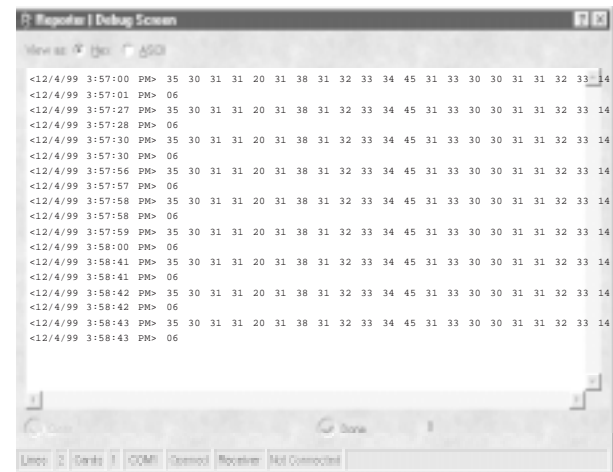 Reporter | Debug Screen
View as: Hex ASCII
<12/4/99 3:57:00 PM> 35 30 31 31 20 31 38 31 32 33 34 45 31 33 30 30 31 31 32 33 14
<12/4/99 3:57:01 PM> 06
<12/4/99 3:57:27 PM> 35 30 31 31 20 31 38 31 32 33 34 45 31 33 30 30 31 31 32 33 14
<12/4/99 3:57:28 PM> 06
<12/4/99 3:57:30 PM> 35 30 31 31 20 31 38 31 32 33 34 45 31 33 30 30 31 31 32 33 14
<12/4/99 3:57:30 PM> 06
<12/4/99 3:57:56 PM> 35 30 31 31 20 31 38 31 32 33 34 45 31 33 30 30 31 31 32 33 14
<12/4/99 3:57:57 PM> 06
<12/4/99 3:57:58 PM> 35 30 31 31 20 31 38 31 32 33 34 45 31 33 30 30 31 31 32 33 14
<12/4/99 3:57:58 PM> 06
<12/4/99 3:57:59 PM> 35 30 31 31 20 31 38 31 32 33 34 45 31 33 30 30 31 31 32 33 14
<12/4/99 3:58:00 PM> 06
<12/4/99 3:58:41 PM> 35 30 31 31 20 31 38 31 32 33 34 45 31 33 30 30 31 31 32 33 14
<12/4/99 3:58:41 PM> 06
<12/4/99 3:58:42 PM> 35 30 31 31 20 31 38 31 32 33 34 45 31 33 30 30 31 31 32 33 14
<12/4/99 3:58:42 PM> 06
<12/4/99 3:58:43 PM> 35 30 31 31 20 31 38 31 32 33 34 45 31 33 30 30 31 31 32 33 14
<12/4/99 3:58:43 PM> 06
Done
Lines 2 Cards 1 COM1 Opened Receiver Not Connected